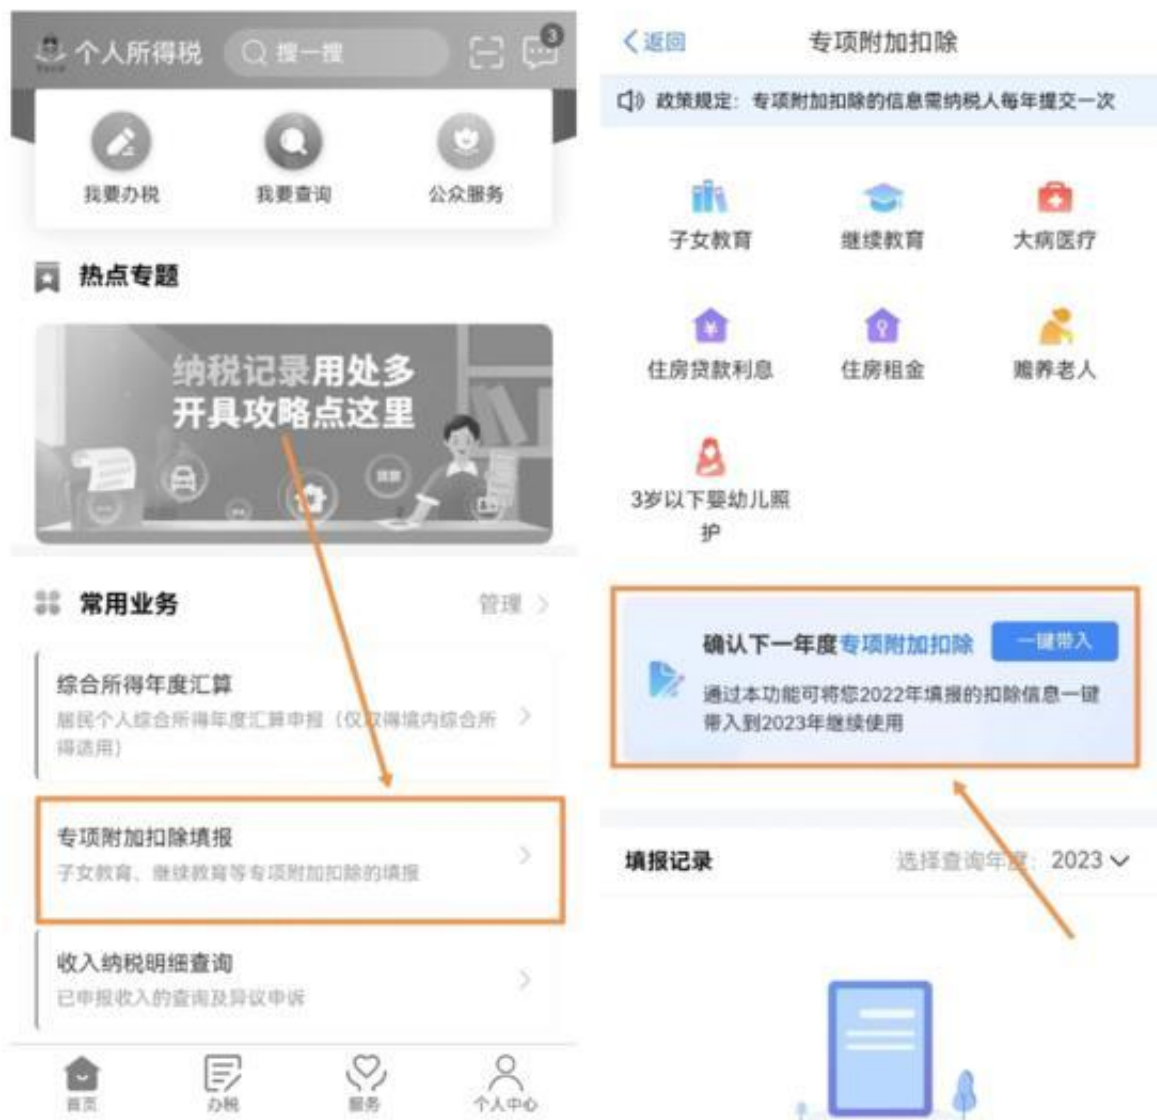 个人所得税
搜一搜
3
我要办税
我要查询
公众服务
热点专题
纳税记录用处多
开具攻略点这里
常用业务
管理 >
综合所得年度汇算
居民个人综合所得年度汇算申报（仅取得境内综合所
得适用）
专项附加扣除填报
子女教育、继续教育等专项附加扣除的填报
收入纳税明细查询
已申报收入的查询及异议申诉
首页
办税
服务
个人中心
返回
专项附加扣除
政策规定：专项附加扣除的信息需纳税人每年提交一次
子女教育
继续教育
大病医疗
住房贷款利息
住房租金
赡养老人
3岁以下婴幼儿照
护
确认下一年度专项附加扣除
一键带入
通过本功能可将您2022年填报的扣除信息一键
带入到2023年继续使用
填报记录
选择查询年度：2023